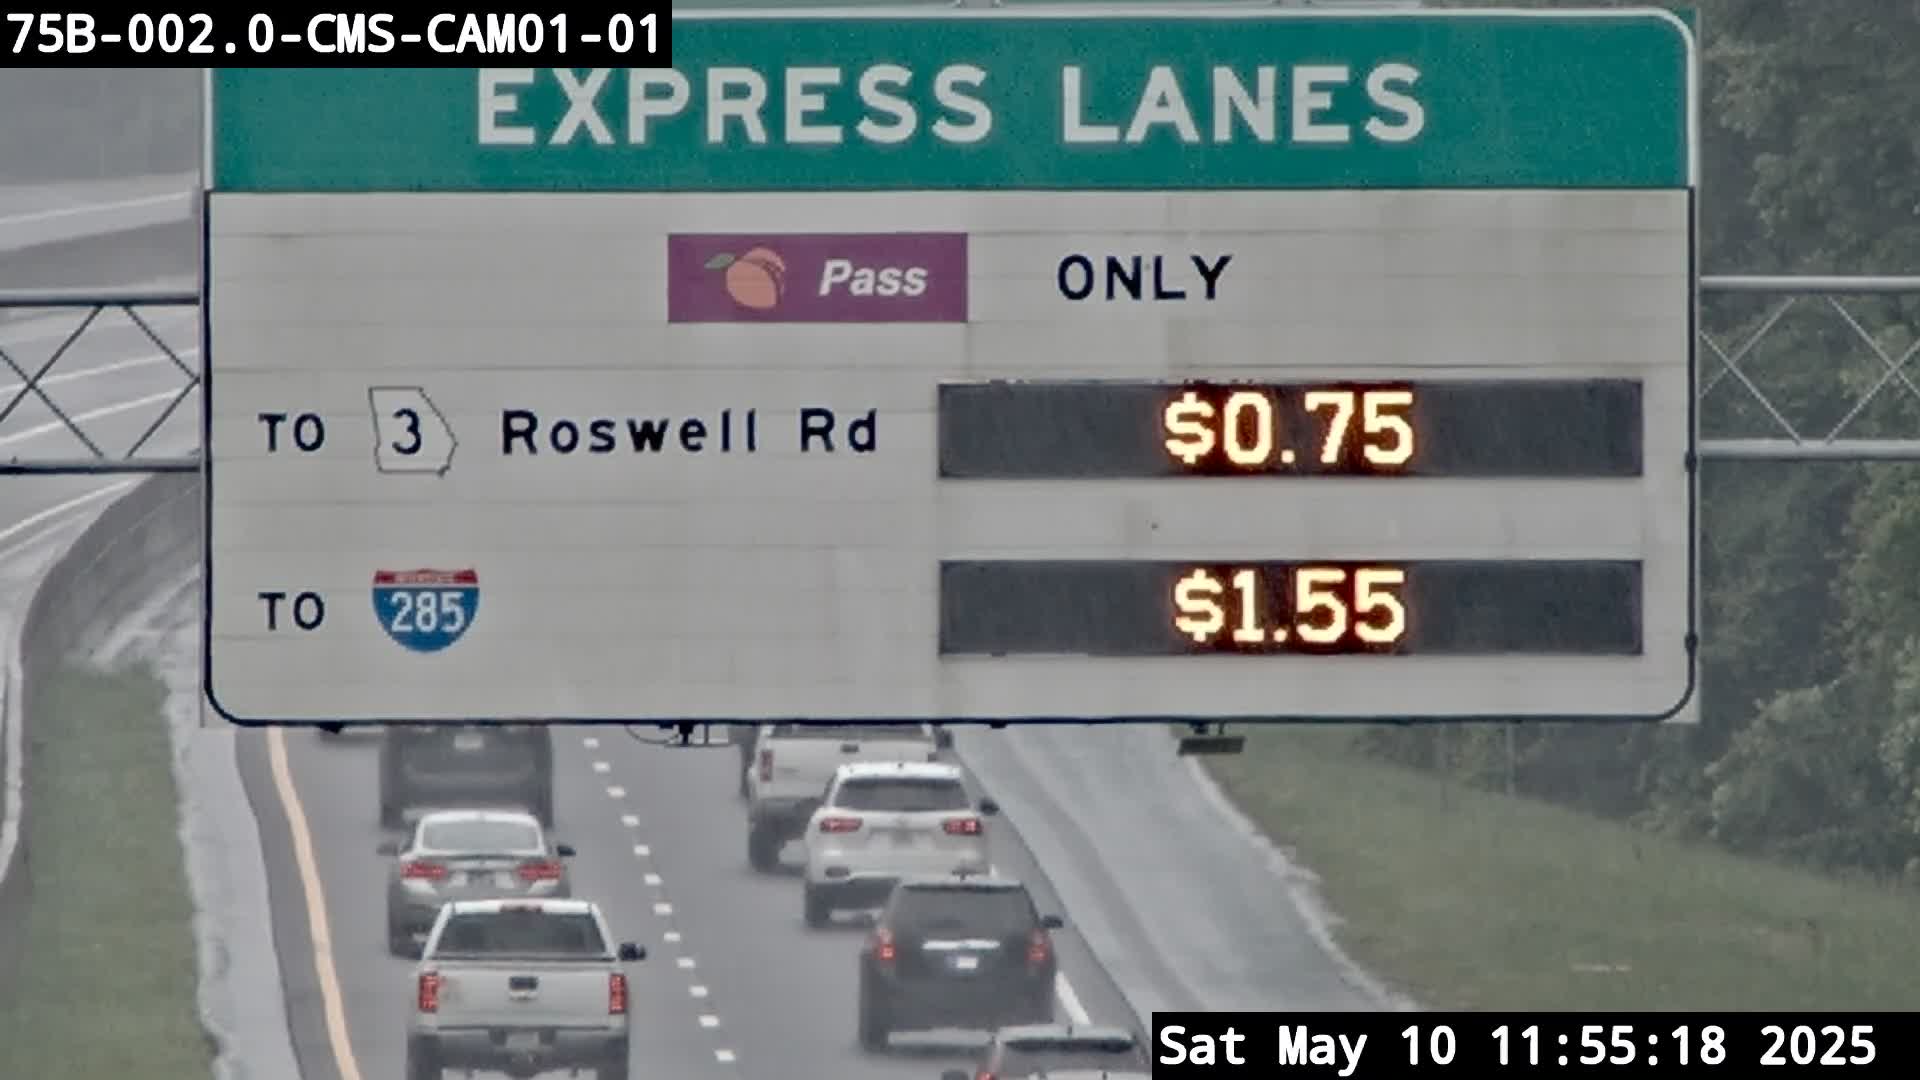 75B-002.0-CMS-CAM01-01
EXPRESS LANES
Pass ONLY
TO 3 Roswell Rd $0.75
TO 285 $1.55
Sat May 10 11:55:18 2025